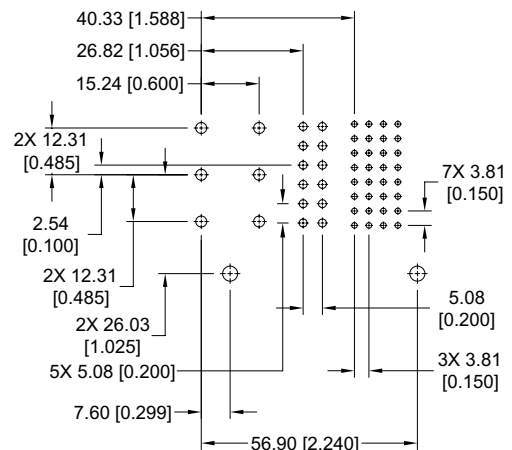 40.33 [1.588]
26.82 [1.056]
15.24 [0.600]
2X 12.31
[0.485]
7X 3.81
[0.150]
2.54
[0.100]
2X 12.31
[0.485]
2X 26.03
[1.025]
5.08
[0.200]
5X 5.08 [0.200]
3X 3.81
[0.150]
7.60 [0.299]
56.90 [2.240]